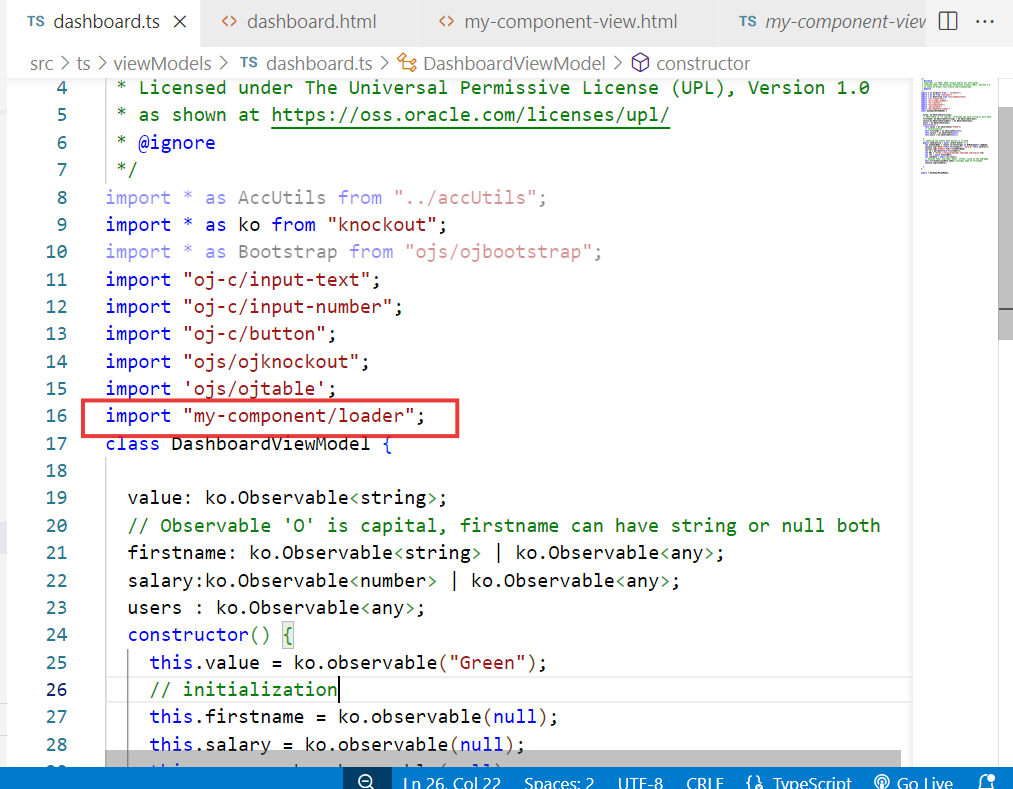 TS dashboard.ts × <> dashboard.html <> my-component-view.html TS my-component-view ...
src > ts > viewModels > TS dashboard.ts > DashboardViewModel > constructor
4 * Licensed under The Universal Permissive License (UPL), Version 1.0
5 * as shown at https://oss.oracle.com/licenses/upl/
6 * @ignore
7 */
8 import * as AccUtils from "../accUtils";
9 import * as ko from "knockout";
10 import * as Bootstrap from "ojs/ojbootstrap";
11 import "oj-c/input-text";
12 import "oj-c/input-number";
13 import "oj-c/button";
14 import "ojs/ojknockout";
15 import 'ojs/ojtable';
16 import "my-component/loader";
17 class DashboardViewModel {
18
19 value: ko.Observable<string>;
20 // Observable 'O' is capital, firstname can have string or null both
21 firstname: ko.Observable<string> | ko.Observable<any>;
22 salary:ko.Observable<number> | ko.Observable<any>;
23 users : ko.Observable<any>;
24 constructor() {
25 this.value = ko.observable("Green");
26 // initialization
27 this.firstname = ko.observable(null);
28 this.salary = ko.observable(null);
Ln 26, Col 22 Spaces: 2 UTF-8 CRLF {} TypeScript Go Live